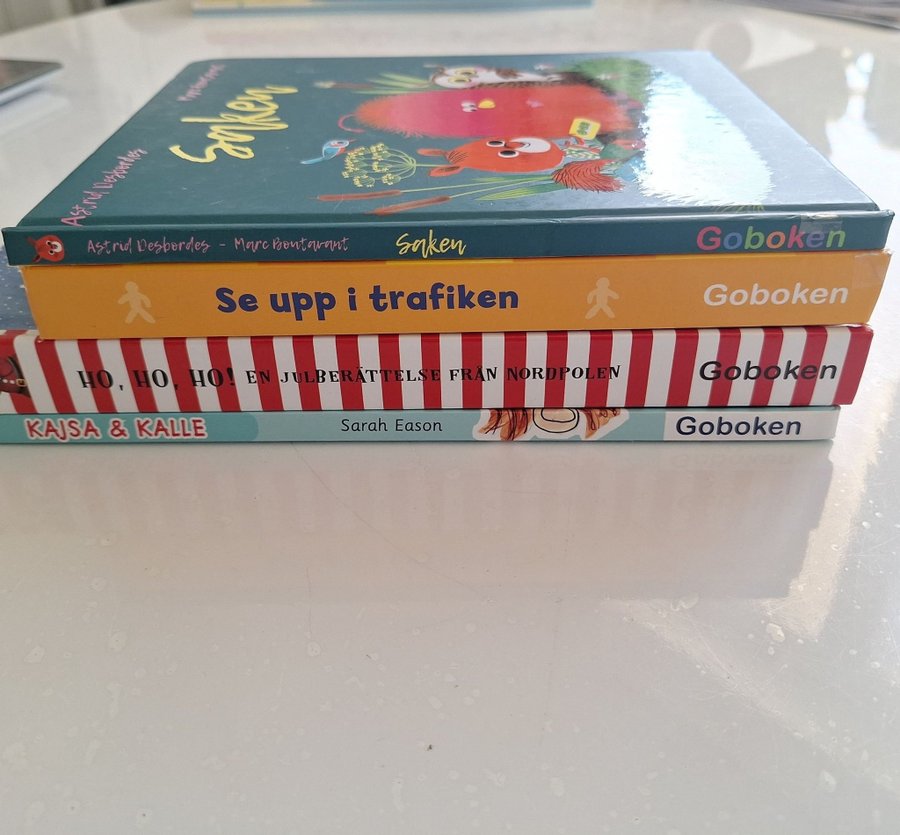 Saken
Astrid Desbordes
Astrid Desbordes - Marc Boutavant Saken Goboken
Se upp i trafiken Goboken
HO, HO, HO! EN JULBERÄTTELSE FRÅN NORDPOLEN Goboken
KAJSA & KALLE Sarah Eason Goboken